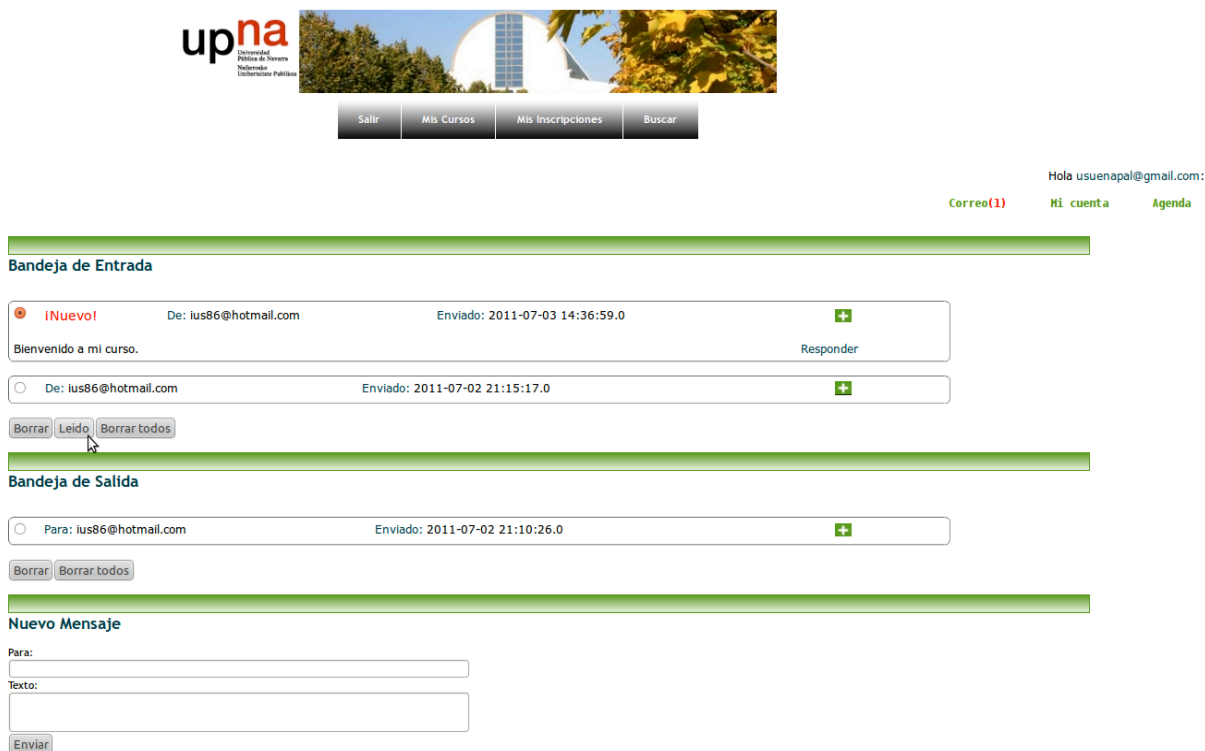 upna
Universidad
Pública de Navarra
Nafarroako
Unibertsitate Publikoa
Salir Mis Cursos Mis Inscripciones Buscar
Hola usuenapal@gmail.com:
Correo(1) Mi cuenta Agenda
Bandeja de Entrada
¡Nuevo! De: ius86@hotmail.com Enviado: 2011-07-03 14:36:59.0
Bienvenido a mi curso. Responder
De: ius86@hotmail.com Enviado: 2011-07-02 21:15:17.0
Borrar Leido Borrar todos
Bandeja de Salida
Para: ius86@hotmail.com Enviado: 2011-07-02 21:10:26.0
Borrar Borrar todos
Nuevo Mensaje
Para:
Texto:
Enviar